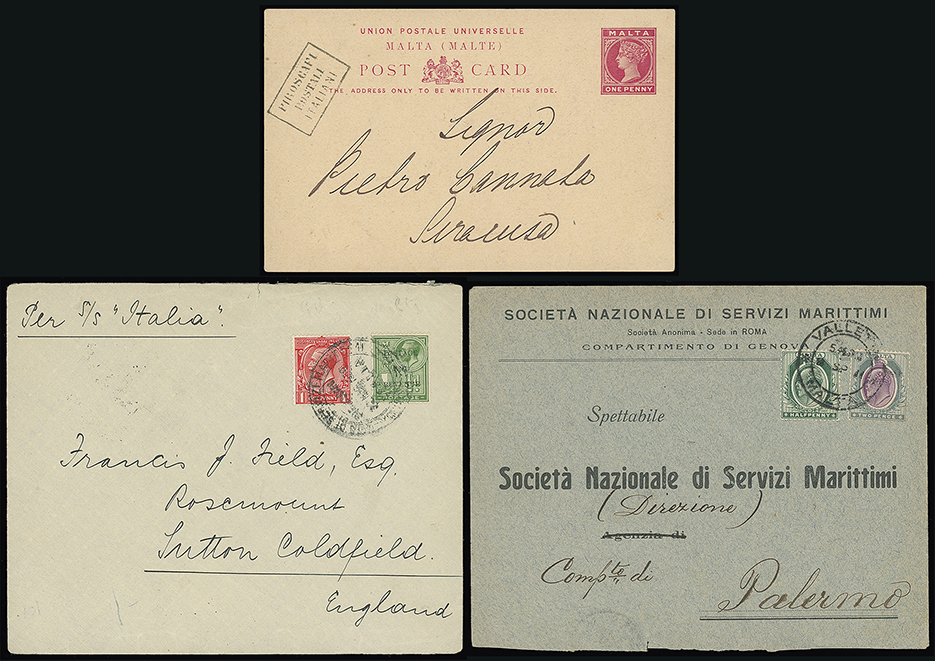 UNION POSTALE UNIVERSELLE
MALTA (MALTE)
POST CARD
THE ADDRESS ONLY TO BE WRITTEN ON THIS SIDE.
MALTA
ONE PENNY
PIROSCAFI
POSTALI
ITALIANI
Signor
Pietro Cannata
Siracusa
Per S/S "Italia".
Francis J. Field, Esq.
Rosemount
Sutton Coldfield.
England
SOCIETÀ NAZIONALE DI SERVIZI MARITTIMI
Società Anonima - Sede in ROMA
COMPARTIMENTO DI GENOVA
VALLETTA
MALTA
HALFPENNY
TWO PENCE
Spettabile
Società Nazionale di Servizi Marittimi
(Direzione)
Agenzia di
Compto. di
Palermo